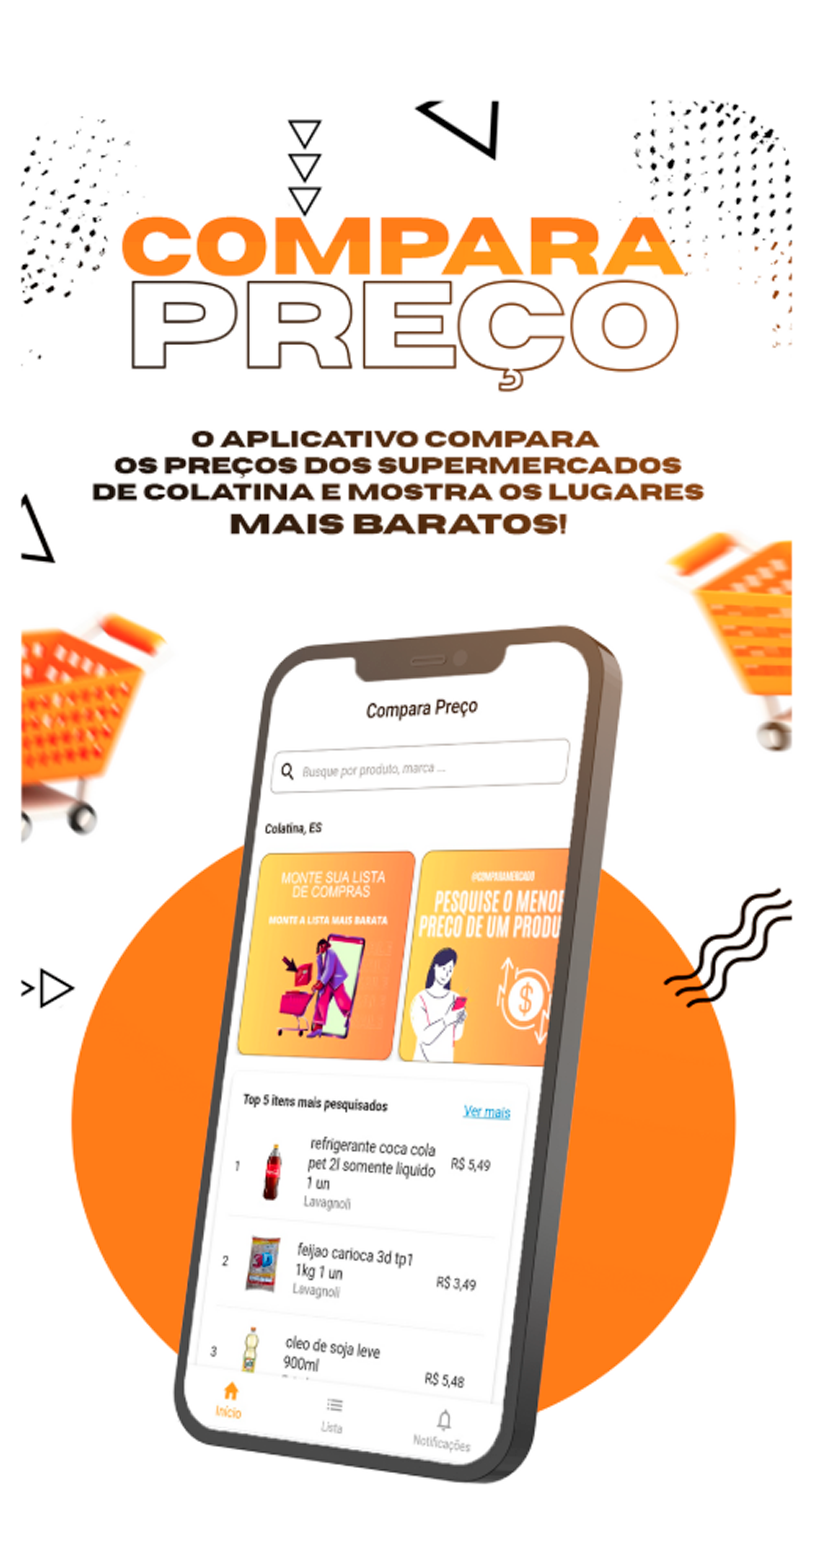 COMPARA
PREÇO
O APLICATIVO COMPARA
OS PREÇOS DOS SUPERMERCADOS
DE COLATINA E MOSTRA OS LUGARES
MAIS BARATOS!
Compara Preço
Busque por produto, marca ...
Colatina, ES
MONTE SUA LISTA
DE COMPRAS
MONTE A LISTA MAIS BARATA
@COMPARAMERCADO
PESQUISE O MENOR
PREÇO DE UM PRODU
Top 5 itens mais pesquisados
Ver mais
1
refrigerante coca cola
pet 2l somente liquido
1 un
R$ 5,49
Lavagnoli
2
feijao carioca 3d tp1
1kg 1 un
R$ 3,49
Lavagnoli
3
oleo de soja leve
900ml
R$ 5,48
Início
Lista
Notificações